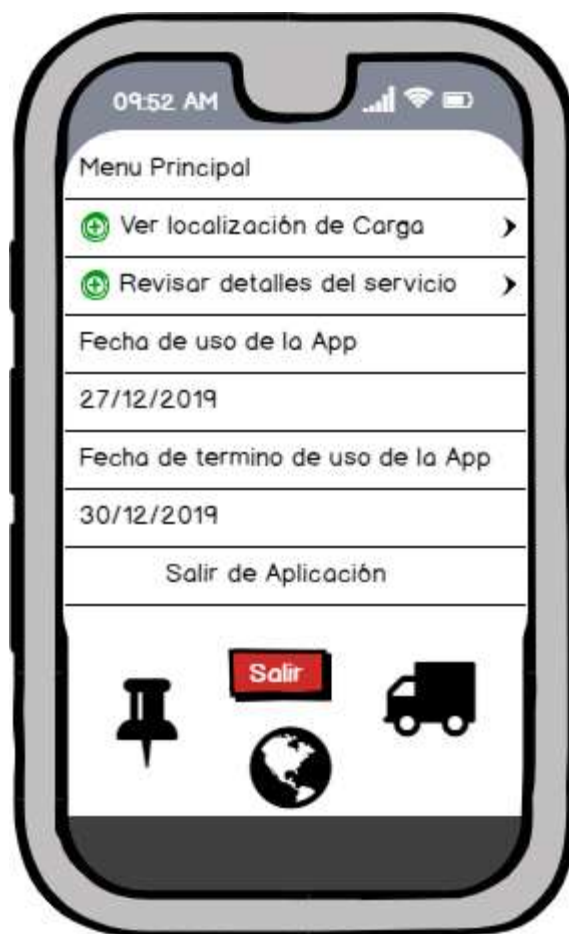 09:52 AM
Menu Principal
Ver localización de Carga
Revisar detalles del servicio
Fecha de uso de la App
27/12/2019
Fecha de termino de uso de la App
30/12/2019
Salir de Aplicación
Salir